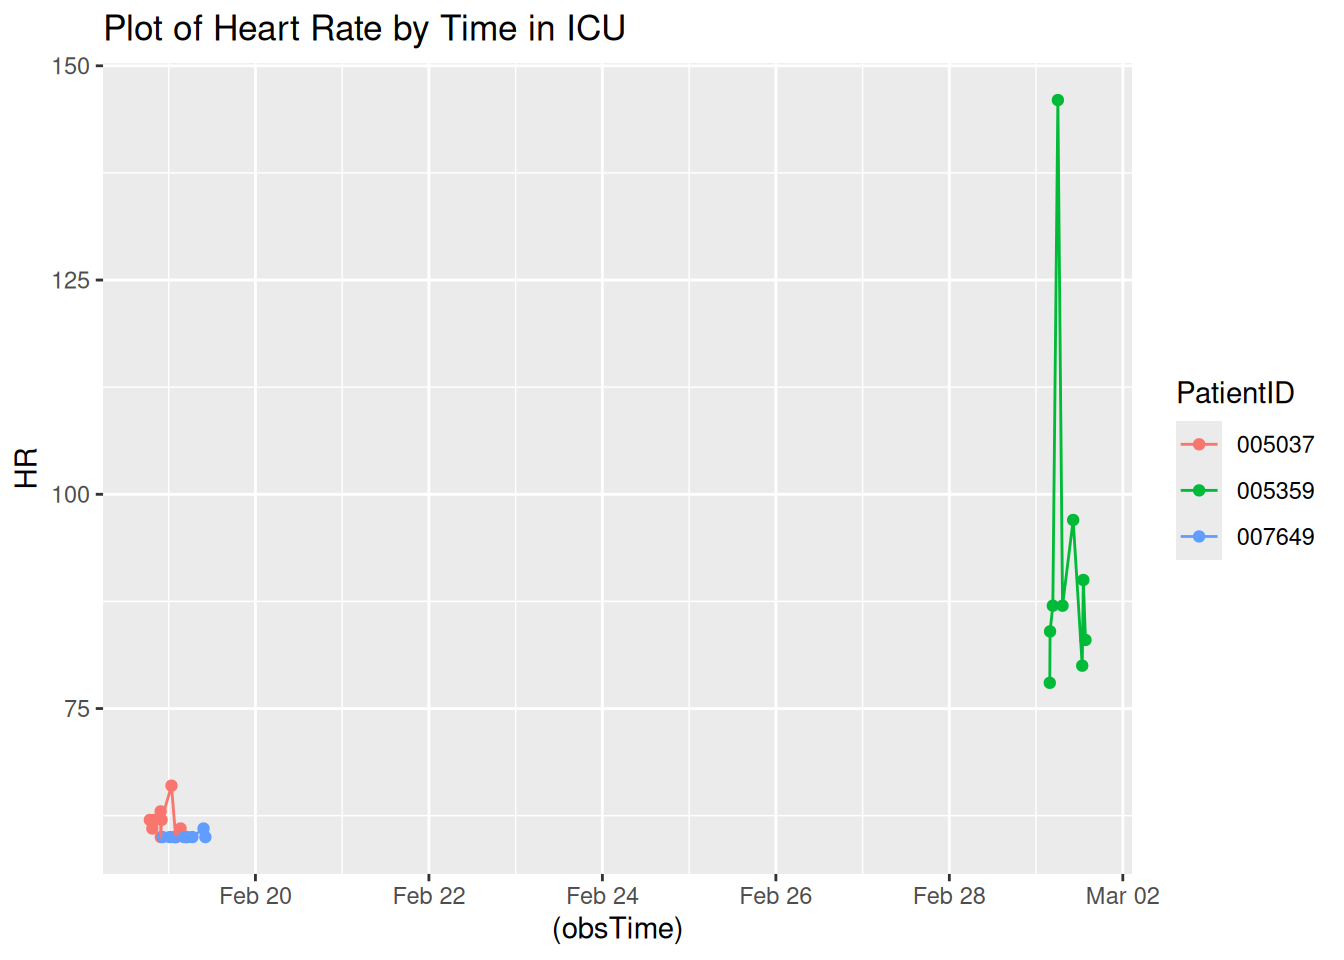 Plot of Heart Rate by Time in ICU
150
125
100
75
HR
Feb 20
Feb 22
Feb 24
Feb 26
Feb 28
Mar 02
(obsTime)
PatientID
005037
005359
007649